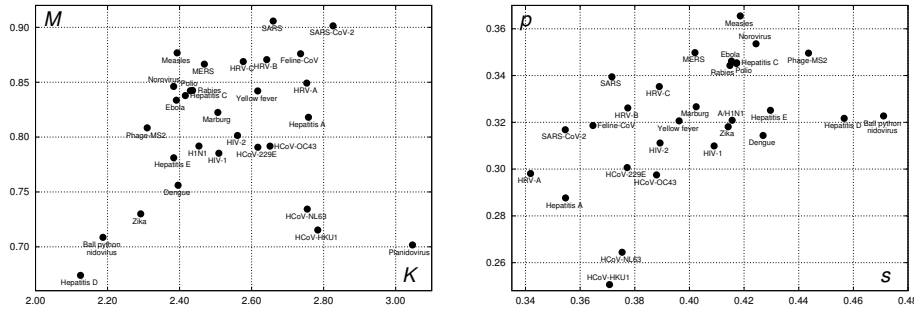 M
0.90
0.85
0.80
0.75
0.70
SARS
SARS-CoV-2
Measles
MERS
HRV-C
HRV-B
Feline-CoV
Norovirus
Polio
Rabies
Hepatitis C
Ebola
Yellow fever
HRV-A
Marburg
Hepatitis A
Phage-MS2
HIV-2
H1N1
HIV-1
HCoV-229E
HCoV-OC43
Hepatitis E
Dengue
Zika
HCoV-NL63
HCoV-HKU1
Ball python
nidovirus
Planidovirus
Hepatitis D
K
2.00 2.20 2.40 2.60 2.80 3.00
p
0.36
0.34
0.32
0.30
0.28
0.26
Measles
Norovirus
MERS
Ebola
Hepatitis C
Rabies
Polio
Phage-MS2
SARS
HRV-C
HRV-B
Marburg
A/H1N1
Hepatitis E
Hepatitis D
Ball python
nidovirus
SARS-CoV-2
Feline-CoV
Yellow fever
Zika
Dengue
HIV-2
HIV-1
HRV-A
HCoV-229E
HCoV-OC43
Hepatitis A
HCoV-NL63
HCoV-HKU1
s
0.34 0.36 0.38 0.40 0.42 0.44 0.46 0.48